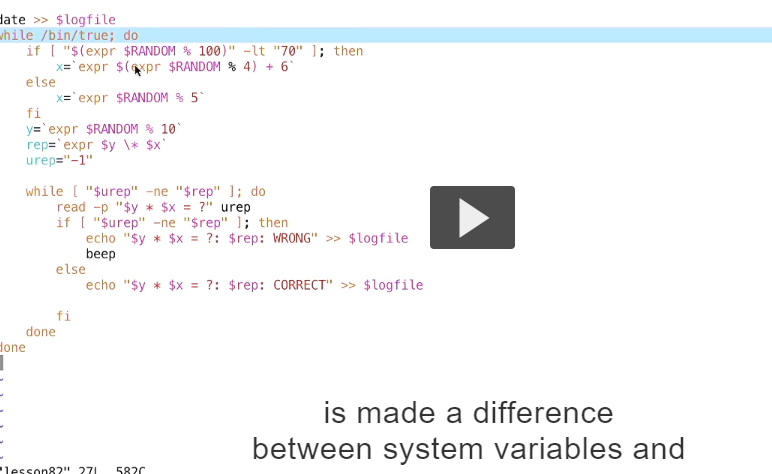 date >> $logfile
while /bin/true; do
if [ "$(expr $RANDOM % 100)" -lt "70" ]; then
x=`expr $(expr $RANDOM % 4) + 6`
else
x=`expr $RANDOM % 5`
fi
y=`expr $RANDOM % 10`
rep=`expr $y \* $x`
urep="-1"
while [ "$urep" -ne "$rep" ]; do
read -p "$y * $x = ?" urep
if [ "$urep" -ne "$rep" ]; then
echo "$y * $x = ?: $rep: WRONG" >> $logfile
beep
else
echo "$y * $x = ?: $rep: CORRECT" >> $logfile
fi
done
done
~
~
~
~
~
~
is made a difference
between system variables and
"lesson82" 27L, 582C